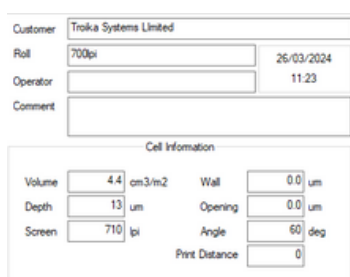 Customer Troika Systems Limited
Roll 700lpi
26/03/2024
Operator 11:23
Comment
Cell Information
Volume 4.4 cm3/m2 Wall 0.0 um
Depth 13 um Opening 0.0 um
Screen 710 lpi Angle 60 deg
Print Distance 0